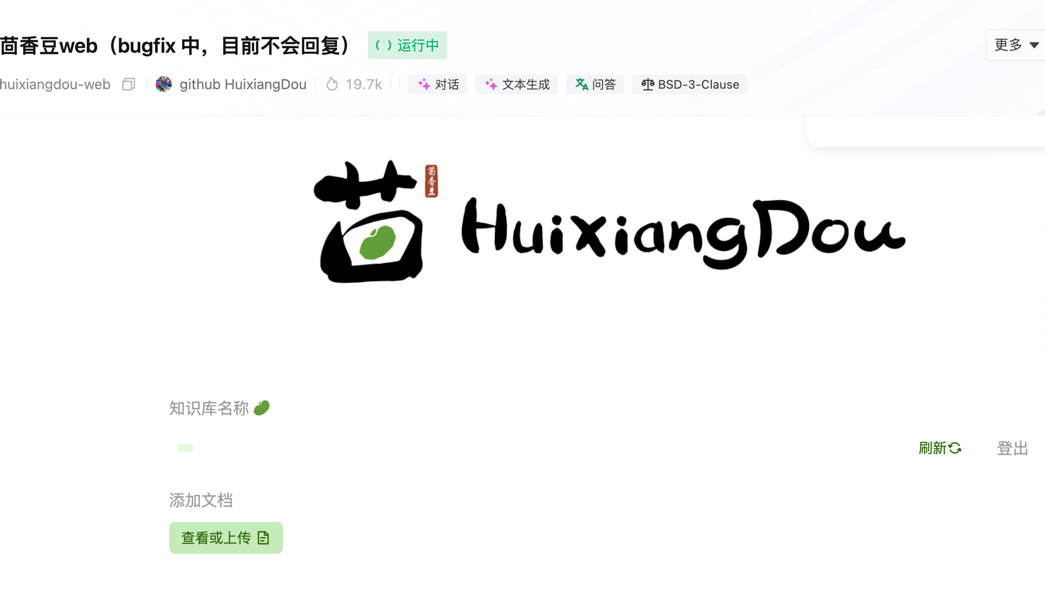 茴香豆web（bugfix 中，目前不会回复） 运行中 更多
huixiangdou-web github HuixiangDou 19.7k 对话 文本生成 问答 BSD-3-Clause
茴 茴香豆 HuixiangDou
知识库名称
刷新 登出
添加文档
查看或上传